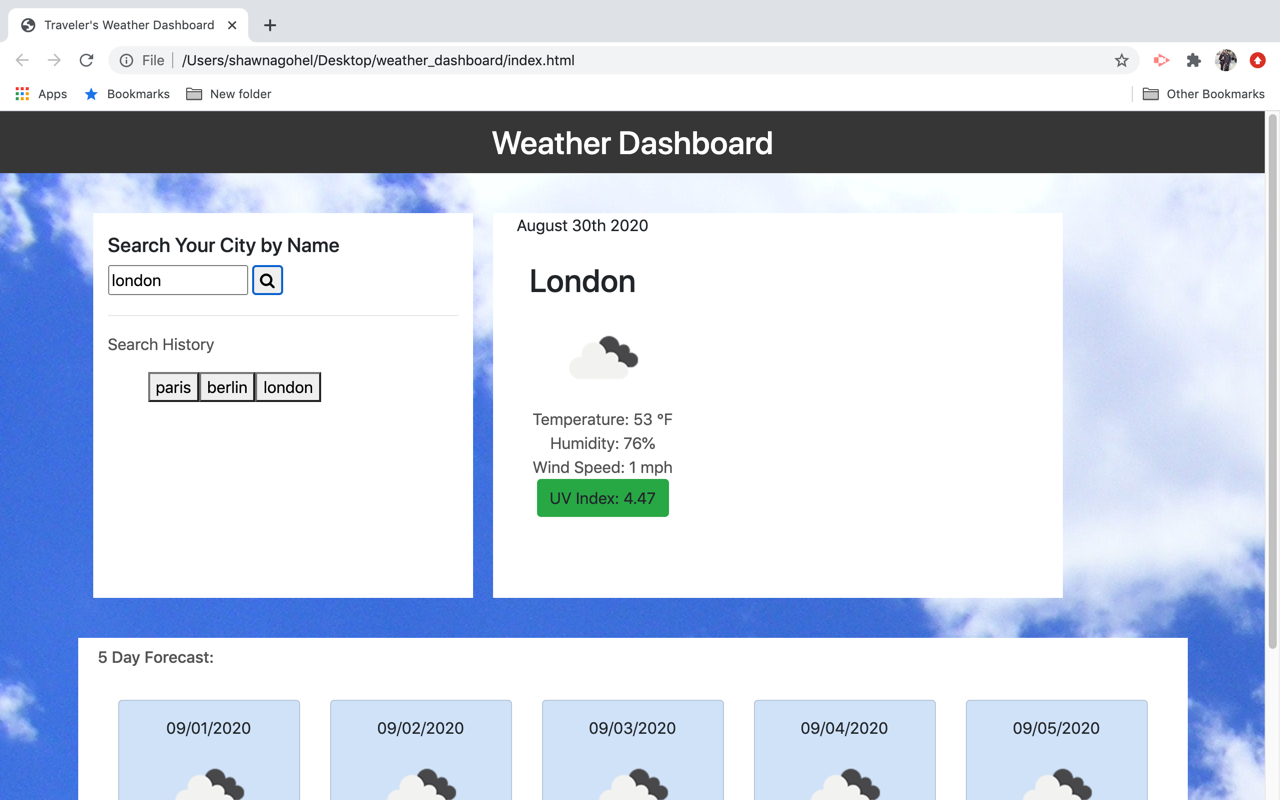 Traveler's Weather Dashboard
File /Users/shawnagohel/Desktop/weather_dashboard/index.html
Apps Bookmarks New folder Other Bookmarks
Weather Dashboard
Search Your City by Name
london
Search History
paris berlin london
August 30th 2020
London
Temperature: 53 °F
Humidity: 76%
Wind Speed: 1 mph
UV Index: 4.47
5 Day Forecast:
09/01/2020 09/02/2020 09/03/2020 09/04/2020 09/05/2020